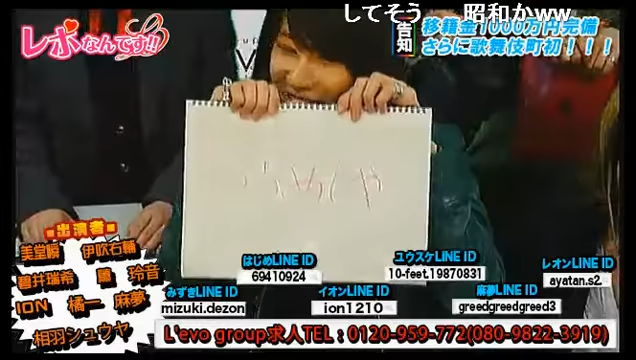 してそう
昭和かww
レポなんです!!
告知
移籍金1000万円完備
さらに歌舞伎町初！！！
出演者
美堂瞬 伊吹右輔
碧井瑞希 玲音
ION 橘一 麻夢
相羽シュウヤ
はじめLINE ID
69410924
ユウスケLINE ID
10-feet.19870831
レオンLINE ID
ayatan.s2
みずきLINE ID
mizuki.dezon
イオンLINE ID
ion1210
麻夢LINE ID
greedgreedgreed3
L'evo group求人TEL：0120-959-772(080-9822-3919)